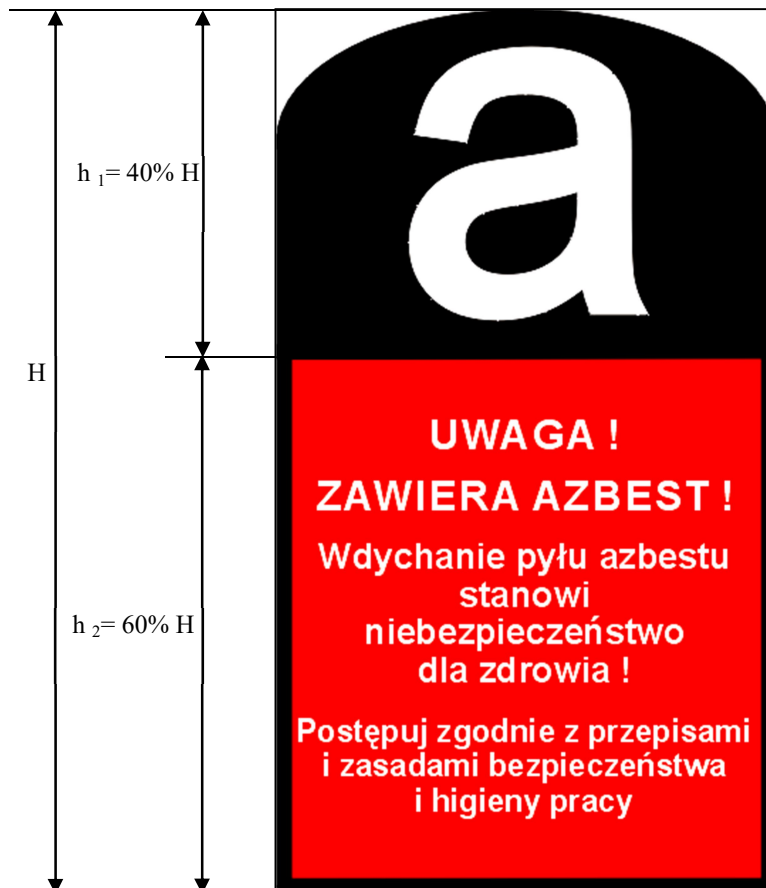 h 1= 40% H
H
h 2= 60% H
a
UWAGA !
ZAWIERA AZBEST !
Wdychanie pyłu azbestu
stanowi
niebezpieczeństwo
dla zdrowia !
Postępuj zgodnie z przepisami
i zasadami bezpieczeństwa
i higieny pracy